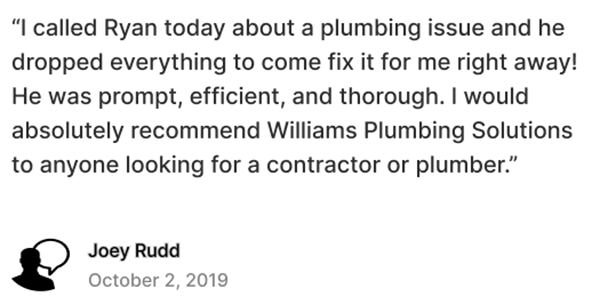 “I called Ryan today about a plumbing issue and he
dropped everything to come fix it for me right away!
He was prompt, efficient, and thorough. I would
absolutely recommend Williams Plumbing Solutions
to anyone looking for a contractor or plumber.”
Joey Rudd
October 2, 2019